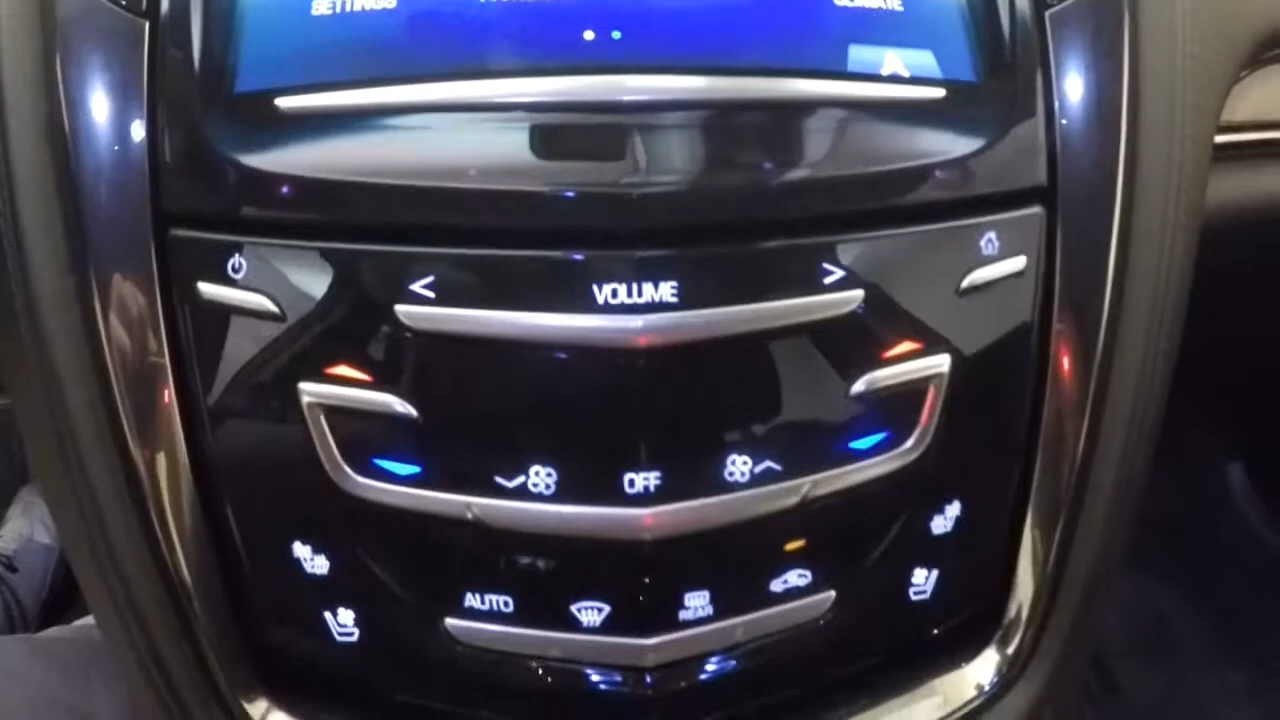 SETTINGS
CLIMATE
< VOLUME >
OFF
AUTO
REAR